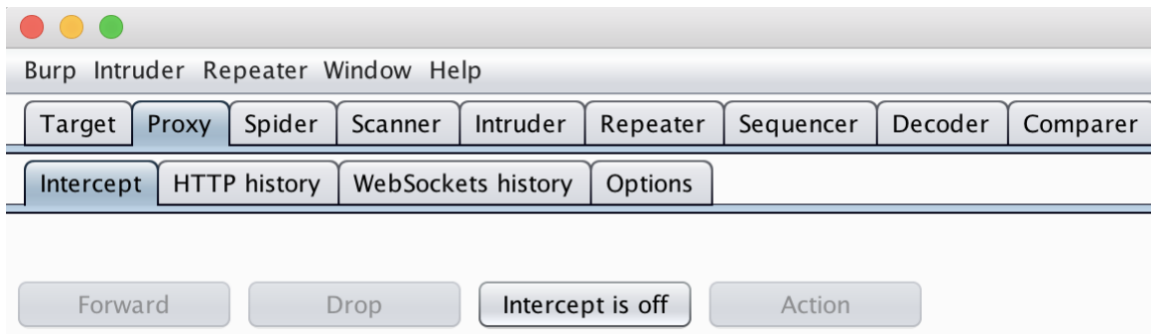 Burp Intruder Repeater Window Help
Target Proxy Spider Scanner Intruder Repeater Sequencer Decoder Comparer
Intercept HTTP history WebSockets history Options
Forward Drop Intercept is off Action